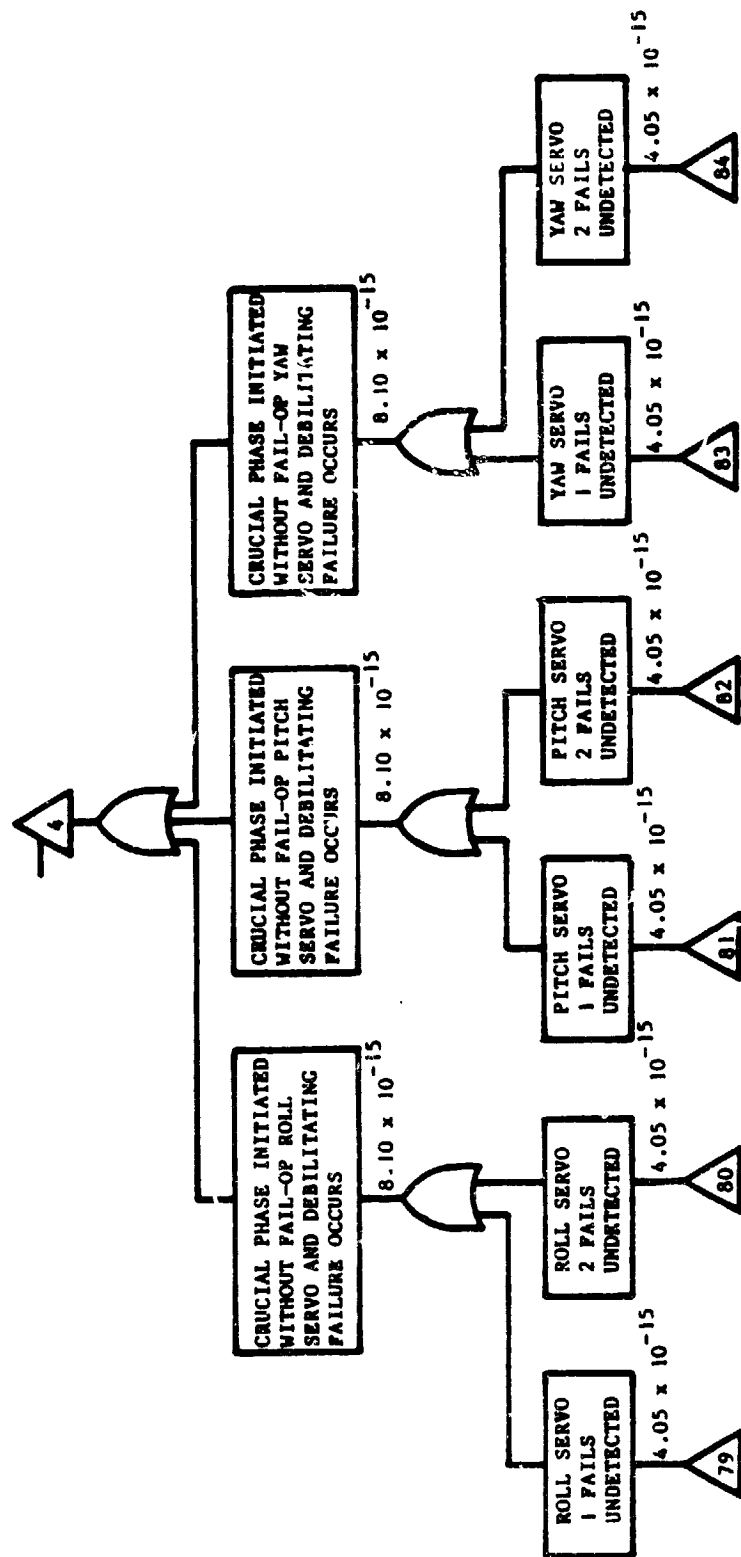 4
CRUCIAL PHASE INITIATED
WITHOUT FAIL-OP ROLL
SERVO AND DEBILITATING
FAILURE OCCURS
8.10 x 10-15
CRUCIAL PHASE INITIATED
WITHOUT FAIL-OP PITCH
SERVO AND DEBILITATING
FAILURE OCCURS
8.10 x 10-15
CRUCIAL PHASE INITIATED
WITHOUT FAIL-OP YAW
SERVO AND DEBILITATING
FAILURE OCCURS
8.10 x 10-15
ROLL SERVO
1 FAILS
UNDETECTED
4.05 x 10-15
79
ROLL SERVO
2 FAILS
UNDETECTED
4.05 x 10-15
80
PITCH SERVO
1 FAILS
UNDETECTED
4.05 x 10-15
81
PITCH SERVO
2 FAILS
UNDETECTED
4.05 x 10-15
82
YAW SERVO
1 FAILS
UNDETECTED
4.05 x 10-15
83
YAW SERVO
2 FAILS
UNDETECTED
4.05 x 10-15
84